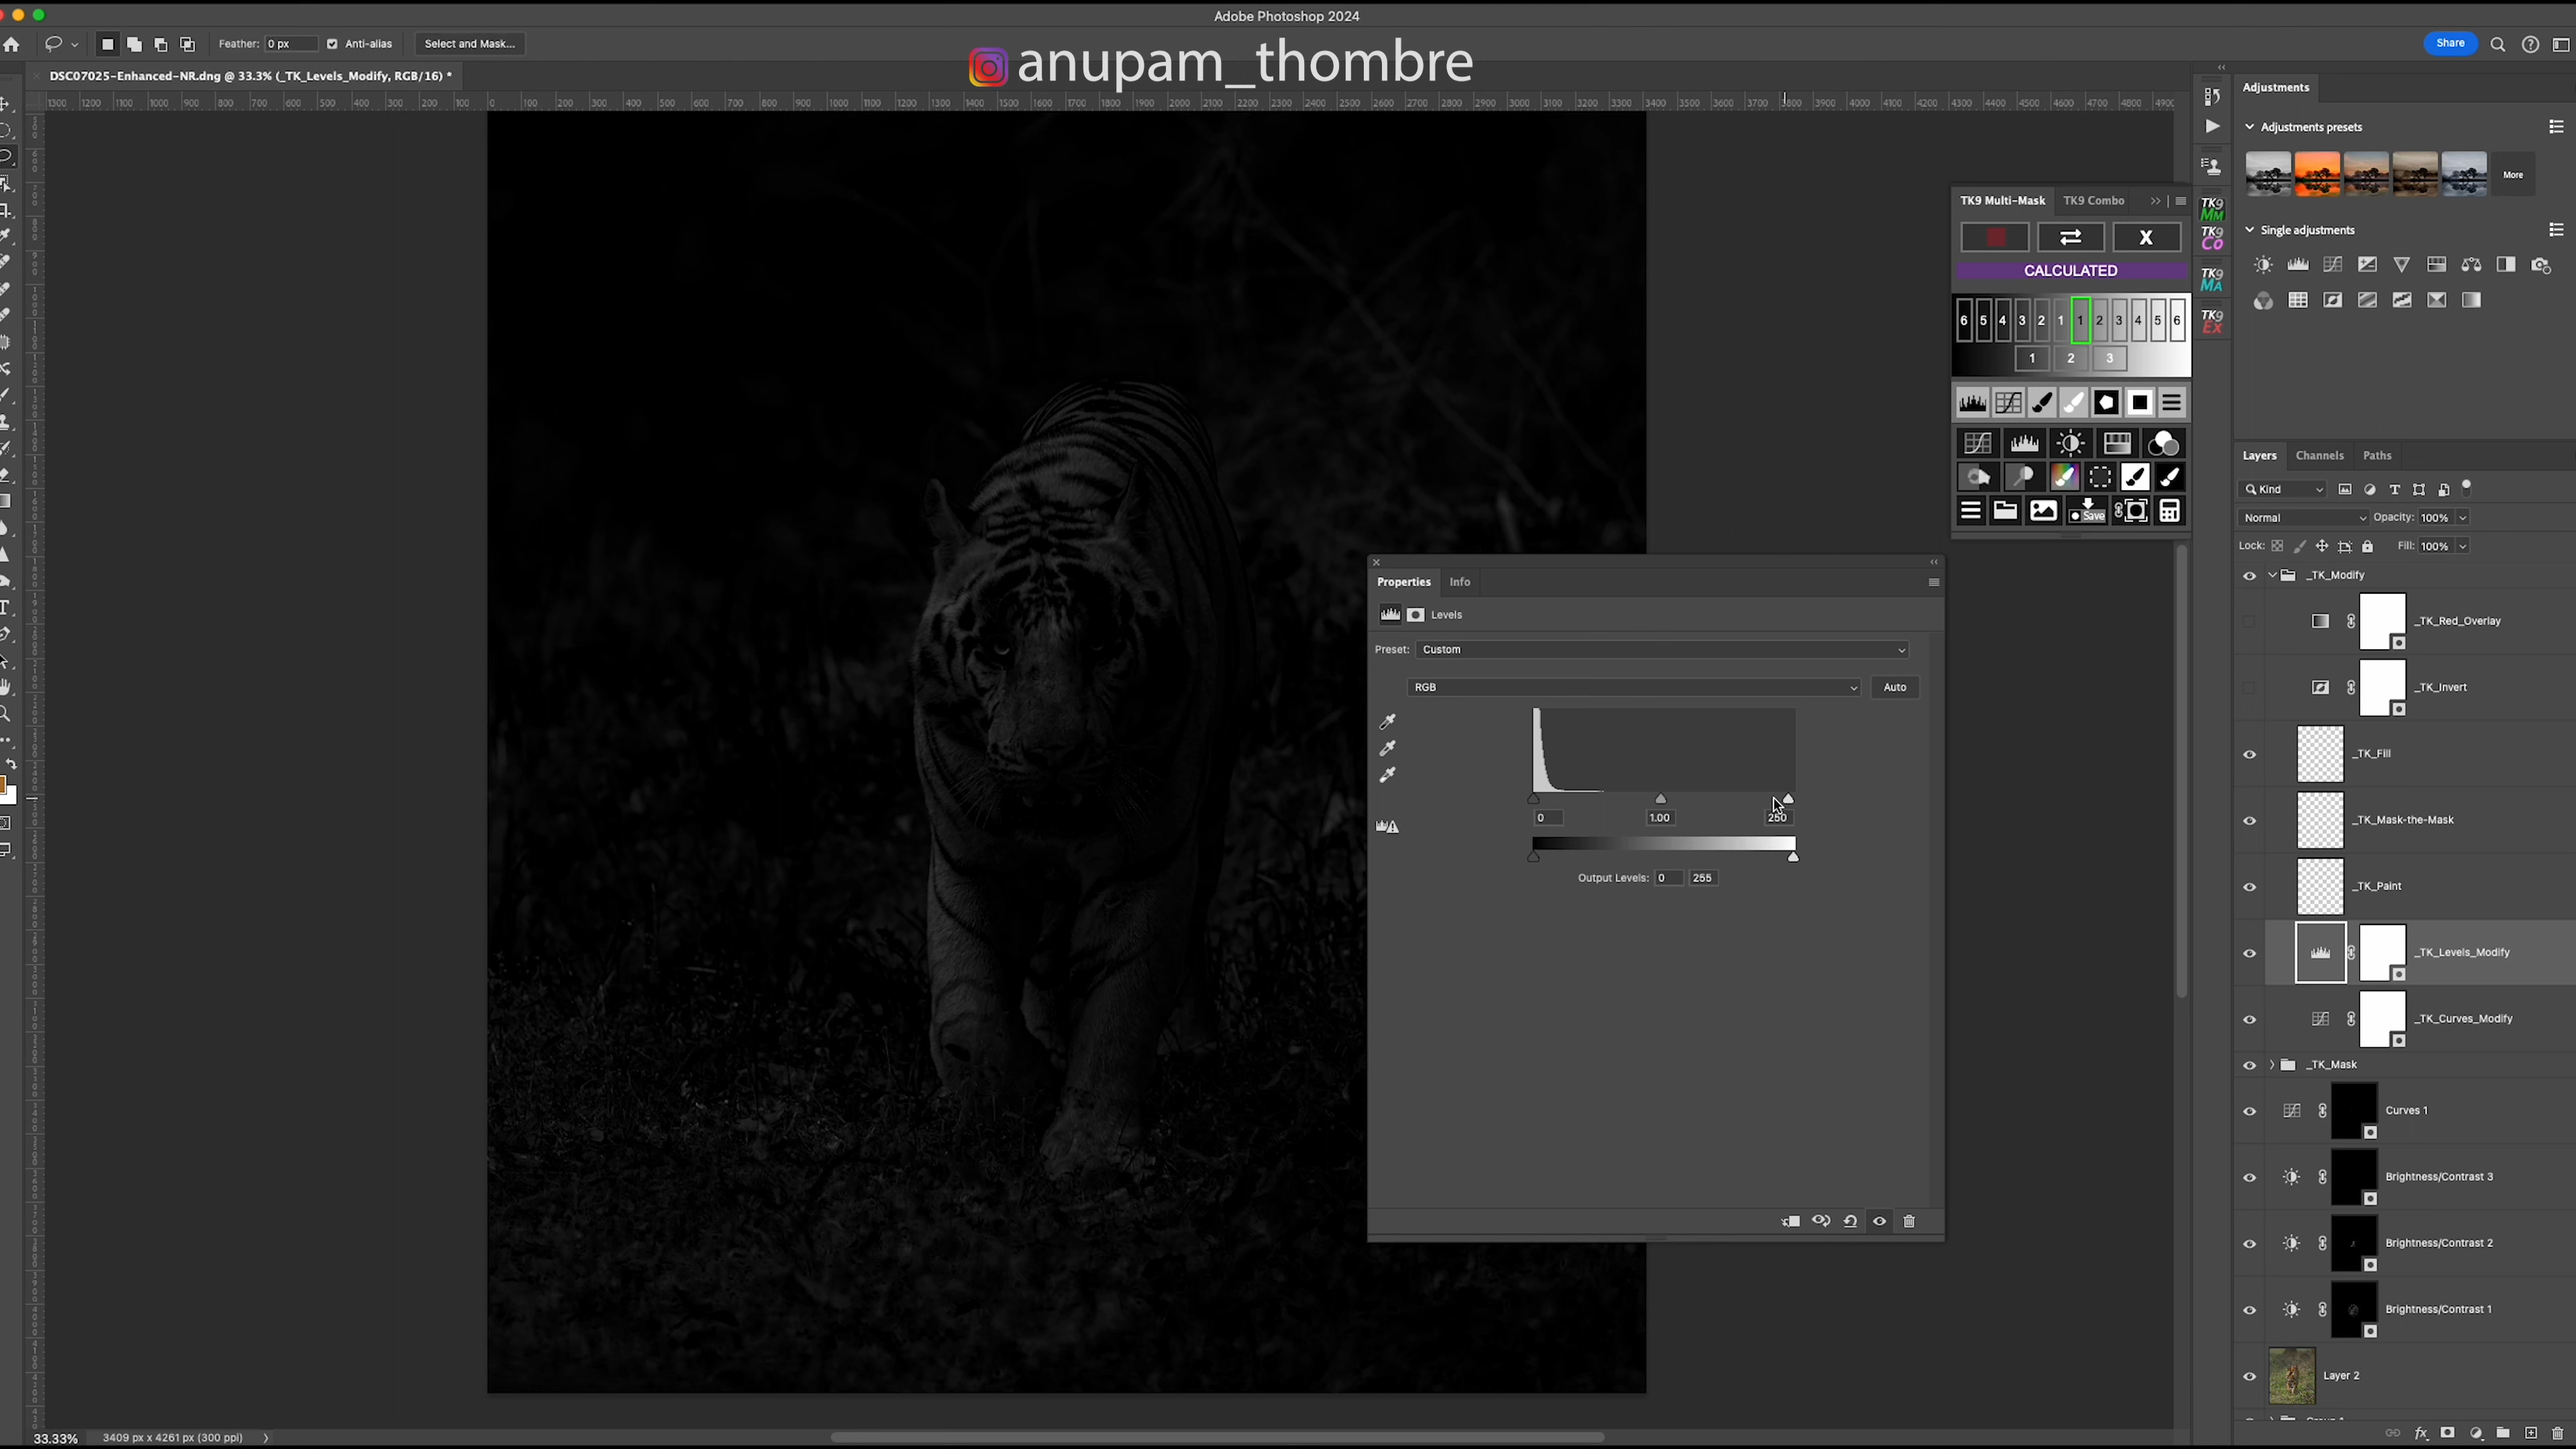 Adobe Photoshop 2024
Feather: 0 px
Anti-alias
Select and Mask...
anupam_thombre
Share
DSC07025-Enhanced-NR.dng @ 33.3% (_TK_Levels_Modify, RGB/16) *
Adjustments
Adjustments presets
More
Single adjustments
TK9 Multi-Mask
TK9 Combo
X
CALCULATED
6 5 4 3 2 1 1 2 3 4 5 6
1 2 3
Save
TK9 MM
TK9 Co
TK9 MA
TK9 Ex
Layers
Channels
Paths
Kind
Normal
Opacity: 100%
Lock:
Fill: 100%
_TK_Modify
_TK_Red_Overlay
_TK_Invert
_TK_Fill
_TK_Mask-the-Mask
_TK_Paint
_TK_Levels_Modify
_TK_Curves_Modify
_TK_Mask
Curves 1
Brightness/Contrast 3
Brightness/Contrast 2
Brightness/Contrast 1
Layer 2
Properties
Info
Levels
Preset: Custom
RGB
Auto
0
1.00
250
Output Levels: 0 255
33.33%
3409 px x 4261 px (300 ppi)